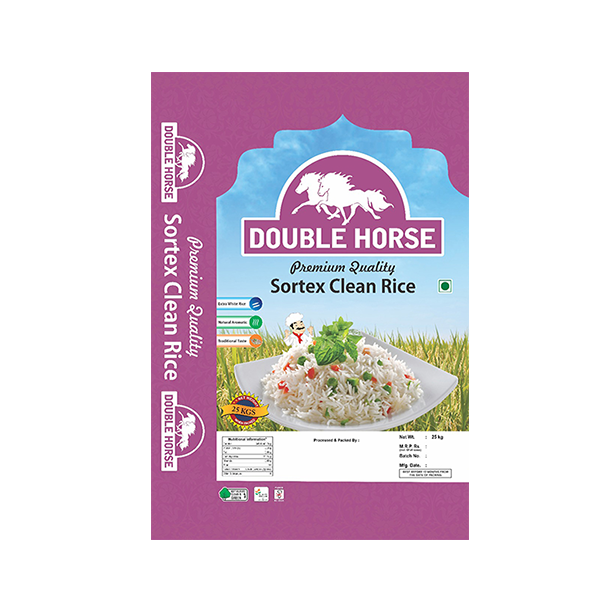 DOUBLE HORSE
Premium Quality
Sortex Clean Rice
DOUBLE HORSE
DOUBLE HORSE
Premium Quality
Sortex Clean Rice
Extra White Rice
Natural Aromatic
Traditional Taste
25 KGS
Nutritional Information
Processed & Packed By :
Net Wt. : 25 kg
M.R.P. Rs. :
Batch No. :
Mfg. Date. :